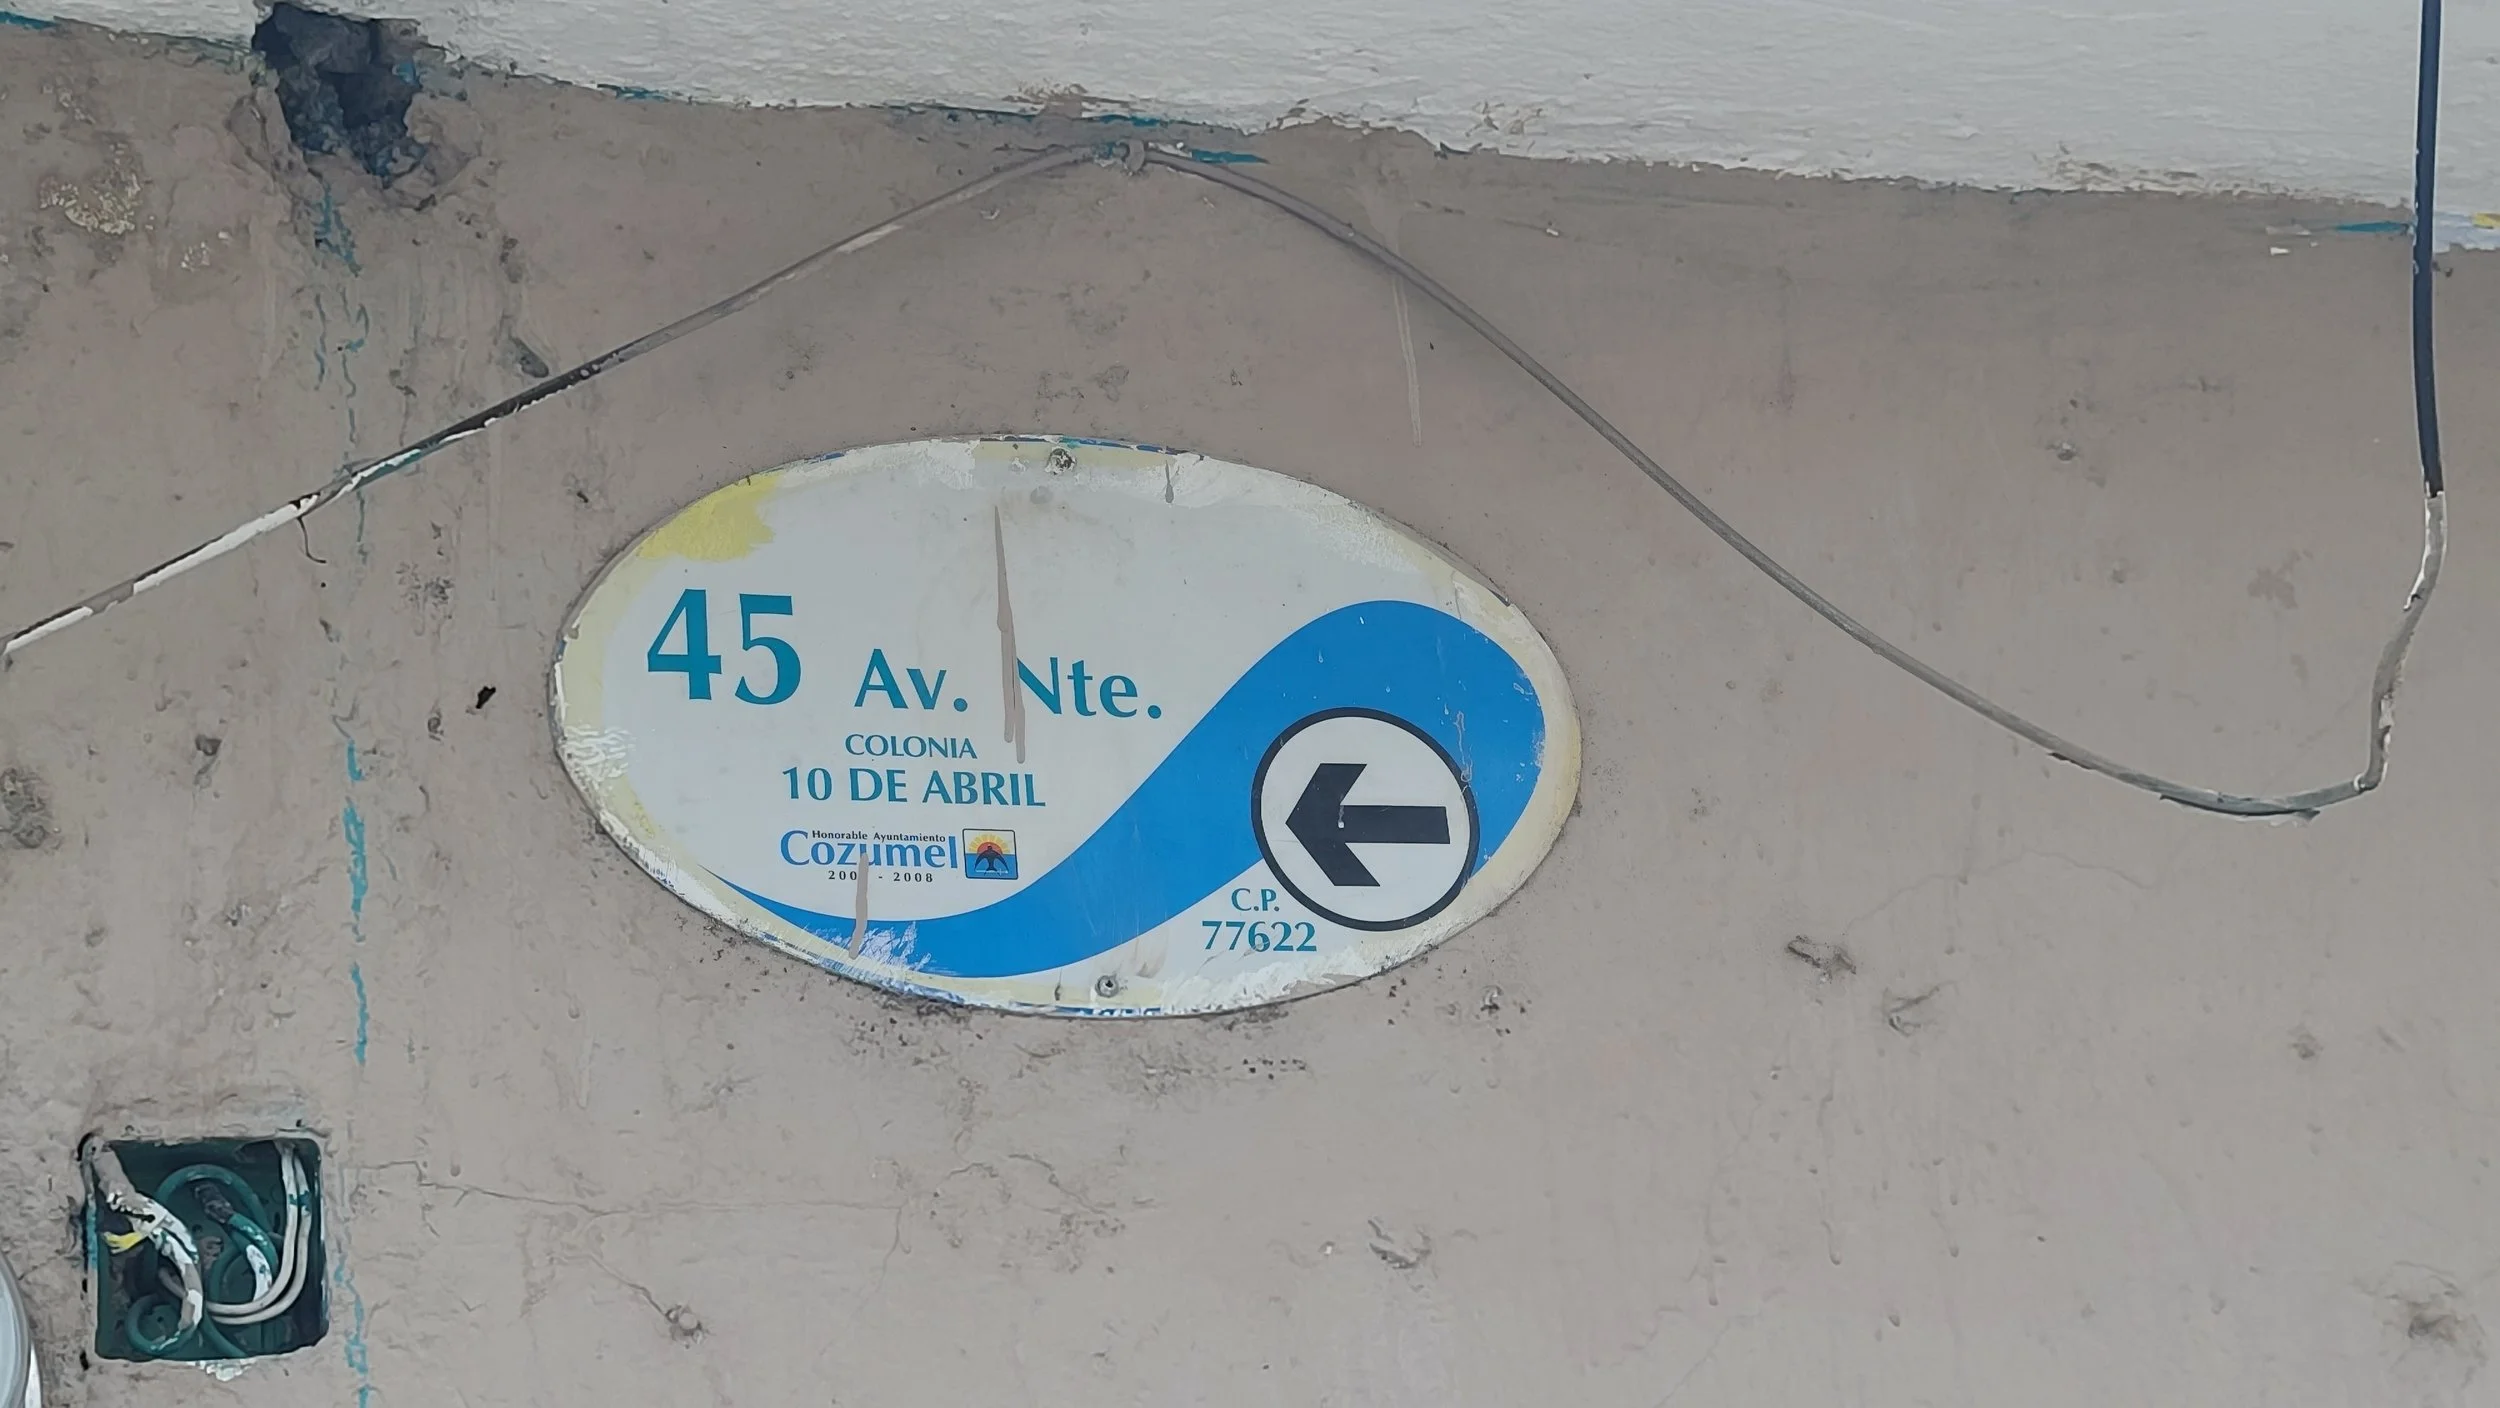 45 Av. Nte.
COLONIA
10 DE ABRIL
Honorable Ayuntamiento
Cozumel
- 2008
C.P.
77622